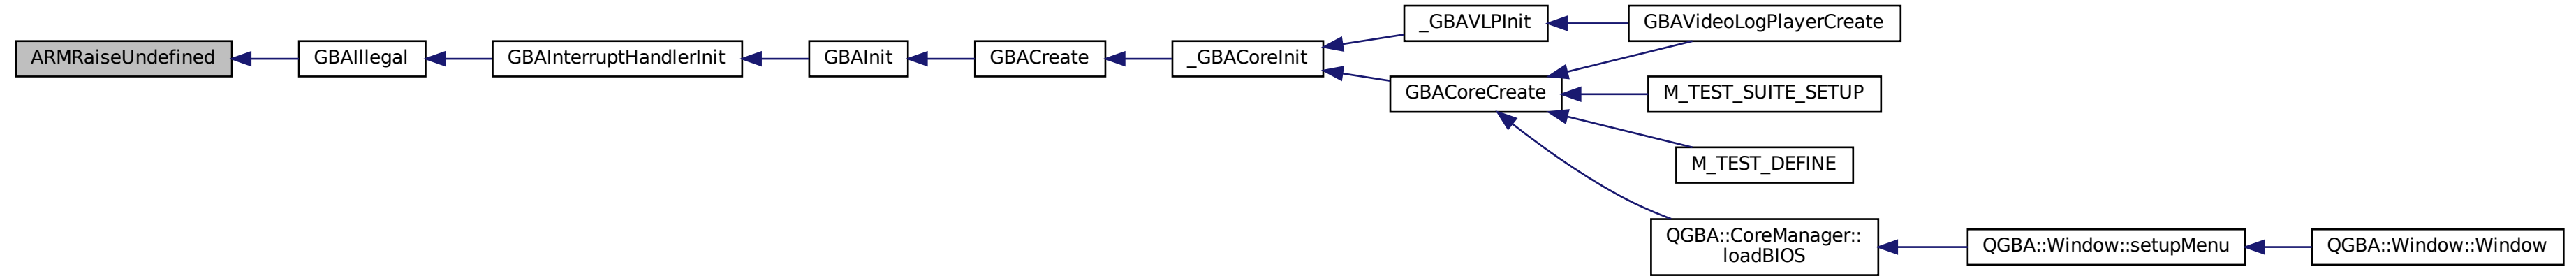 ARMRaiseUndefined
GBAIllegal
GBAInterruptHandlerInit
GBAInit
GBACreate
_GBACoreInit
_GBAVLPInit
GBAVideoLogPlayerCreate
GBACoreCreate
M_TEST_SUITE_SETUP
M_TEST_DEFINE
QGBA::CoreManager::
loadBIOS
QGBA::Window::setupMenu
QGBA::Window::Window